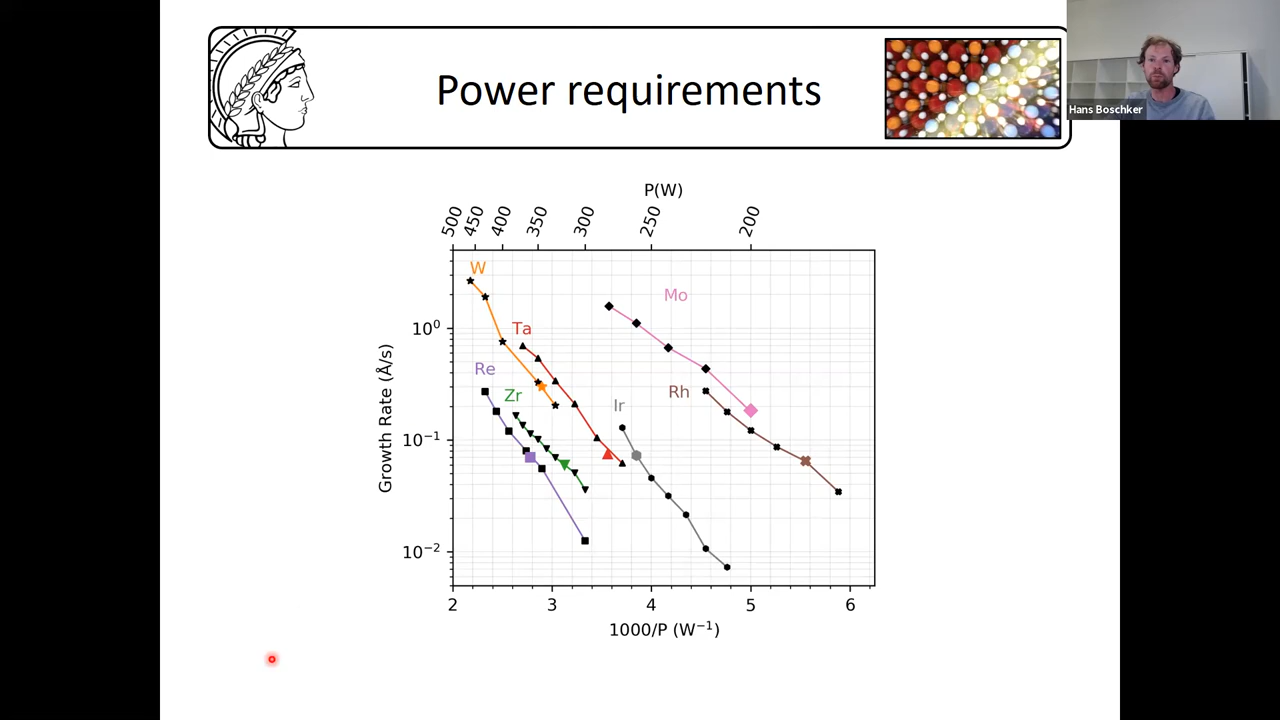 Power requirements
Hans Boschker
P(W)
500 450 400 350 300 250 200
W
Mo
Ta
Re
Rh
Zr
Ir
Growth Rate (Å/s)
10⁰
10⁻¹
10⁻²
2 3 4 5 6
1000/P (W⁻¹)